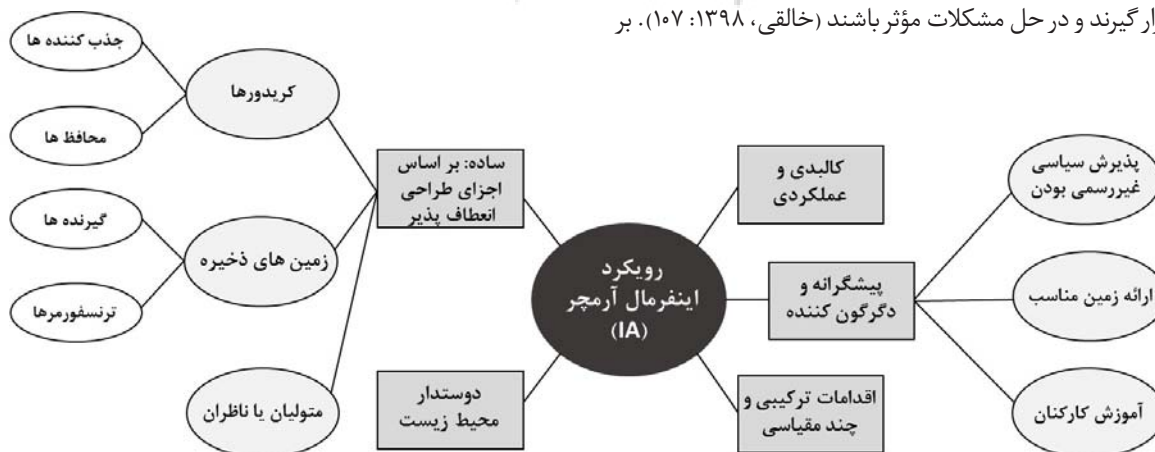 ار گیرند و در حل مشکلات مؤثر باشند (خالقی، ۱۳۹۸: ۱۰۷). بر
رویکرد
اینفرمال آرمچر
(IA)
کالبدی و
عملکردی
پیشگرانه و
دگرگون کننده
پذیرش سیاسی
غیررسمی بودن
ارائه زمین مناسب
آموزش کارکنان
اقدامات ترکیبی و
چند مقیاسی
ساده: بر اساس
اجزای طراحی
انعطاف پذیر
کریدورها
جذب کننده ها
محافظ ها
زمین های ذخیره
گیرنده ها
ترنسفورمرها
متولیان یا ناظران
دوستدار
محیط زیست